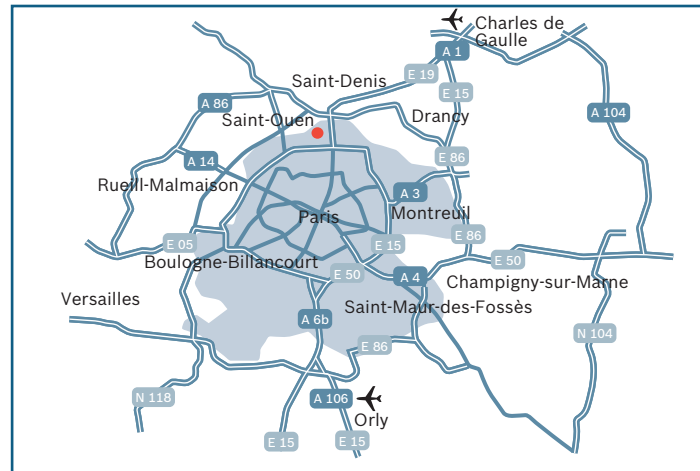 Charles de
Gaulle
A 1
E 19
Saint-Denis
E 15
A 86
Saint-Ouen
Drancy
A 104
E 86
A 14
Rueill-Malmaison
A 3
Paris
Montreuil
E 86
E 05
E 15
Boulogne-Billancourt
E 50
E 50
A 4
Champigny-sur-Marne
Versailles
Saint-Maur-des-Fossès
A 6b
N 104
E 86
N 118
A 106
Orly
E 15
E 15